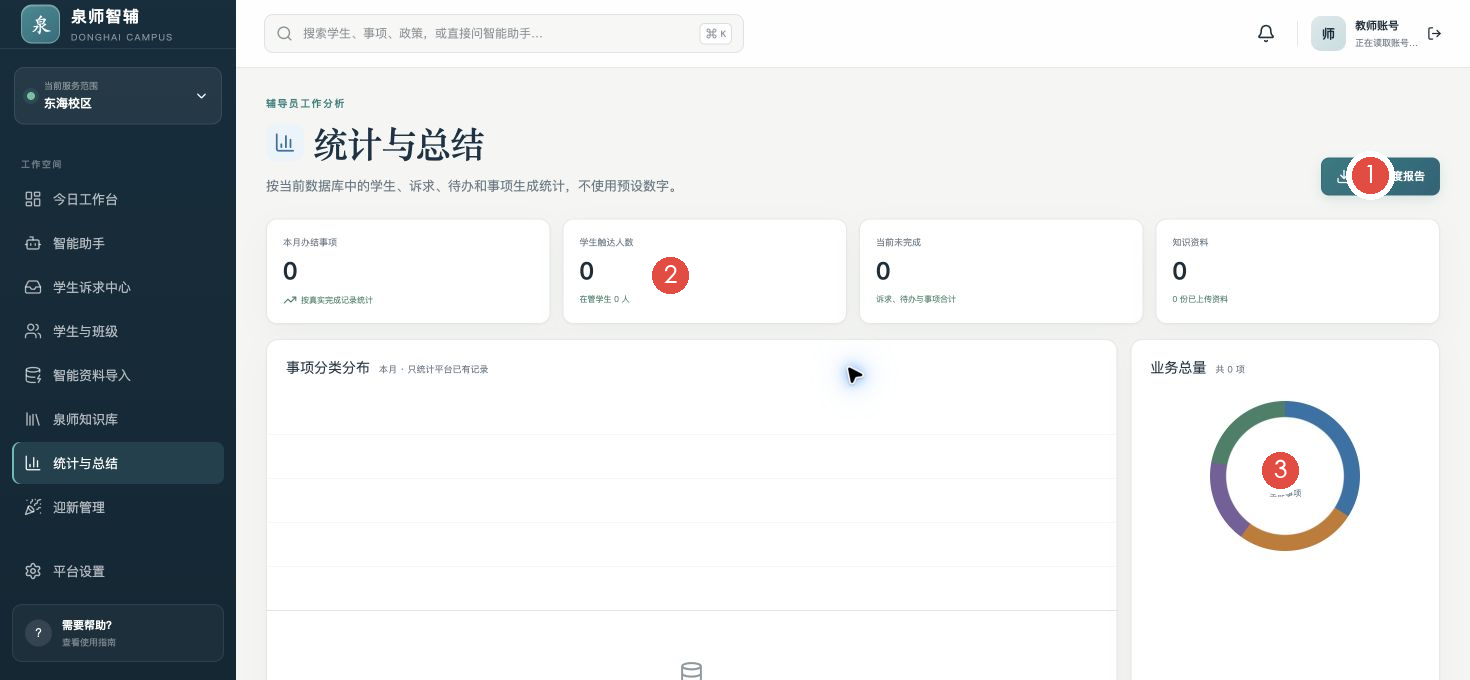 泉 泉师智辅
DONGHAI CAMPUS
搜索学生、事项、政策，或直接问智能助手…
⌘ K
师
教师账号
正在读取账号…
当前服务范围
东海校区
工作空间
今日工作台
智能助手
学生诉求中心
学生与班级
智能资料导入
泉师知识库
统计与总结
迎新管理
平台设置
?
需要帮助?
查看使用指南
辅导员工作分析
统计与总结
按当前数据库中的学生、诉求、待办和事项生成统计，不使用预设数字。
1
度报告
本月办结事项
0
按真实完成记录统计
学生触达人数
0
在管学生 0 人
2
当前未完成
0
诉求、待办与事项合计
知识资料
0
0 份已上传资料
事项分类分布 本月 · 只统计平台已有记录
业务总量 共 0 项
3
项